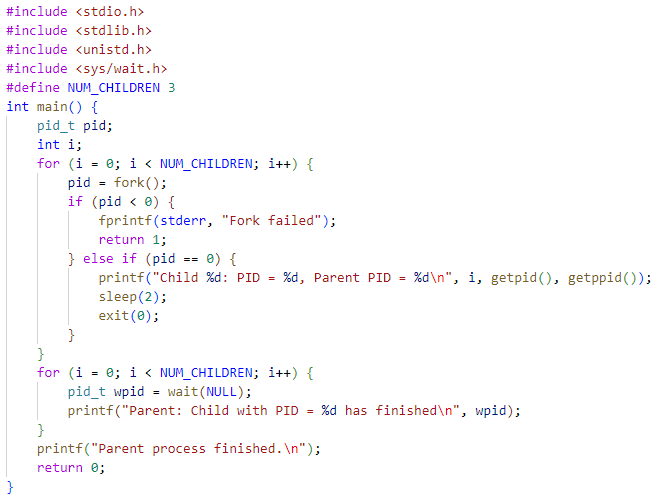 #include <stdio.h>
#include <stdlib.h>
#include <unistd.h>
#include <sys/wait.h>
#define NUM_CHILDREN 3
int main() {
    pid_t pid;
    int i;
    for (i = 0; i < NUM_CHILDREN; i++) {
        pid = fork();
        if (pid < 0) {
            fprintf(stderr, "Fork failed");
            return 1;
        } else if (pid == 0) {
            printf("Child %d: PID = %d, Parent PID = %d\n", i, getpid(), getppid());
            sleep(2);
            exit(0);
        }
    }
    for (i = 0; i < NUM_CHILDREN; i++) {
        pid_t wpid = wait(NULL);
        printf("Parent: Child with PID = %d has finished\n", wpid);
    }
    printf("Parent process finished.\n");
    return 0;
}